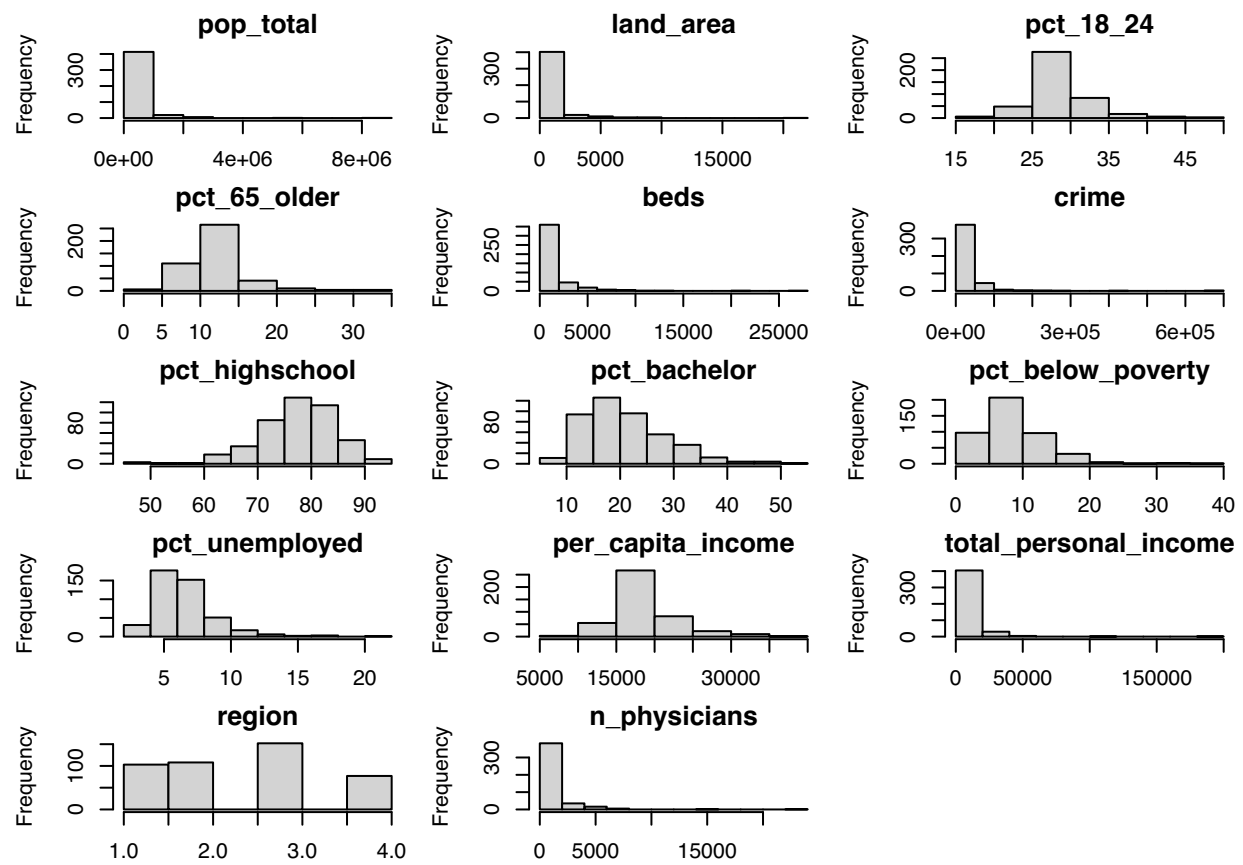 pop_total
Frequency
0 300
0e+00 4e+06 8e+06
land_area
Frequency
0 300
0 5000 15000
pct_18_24
Frequency
0 200
15 25 35 45
pct_65_older
Frequency
0 200
0 5 10 20 30
beds
Frequency
0 250
0 5000 15000 25000
crime
Frequency
0 300
0e+00 3e+05 6e+05
pct_highschool
Frequency
0 80
50 60 70 80 90
pct_bachelor
Frequency
0 80
10 20 30 40 50
pct_below_poverty
Frequency
0 150
0 10 20 30 40
pct_unemployed
Frequency
0 150
5 10 15 20
per_capita_income
Frequency
0 200
5000 15000 30000
total_personal_income
Frequency
0 300
0 50000 150000
region
Frequency
0 100
1.0 2.0 3.0 4.0
n_physicians
Frequency
0 300
0 5000 15000